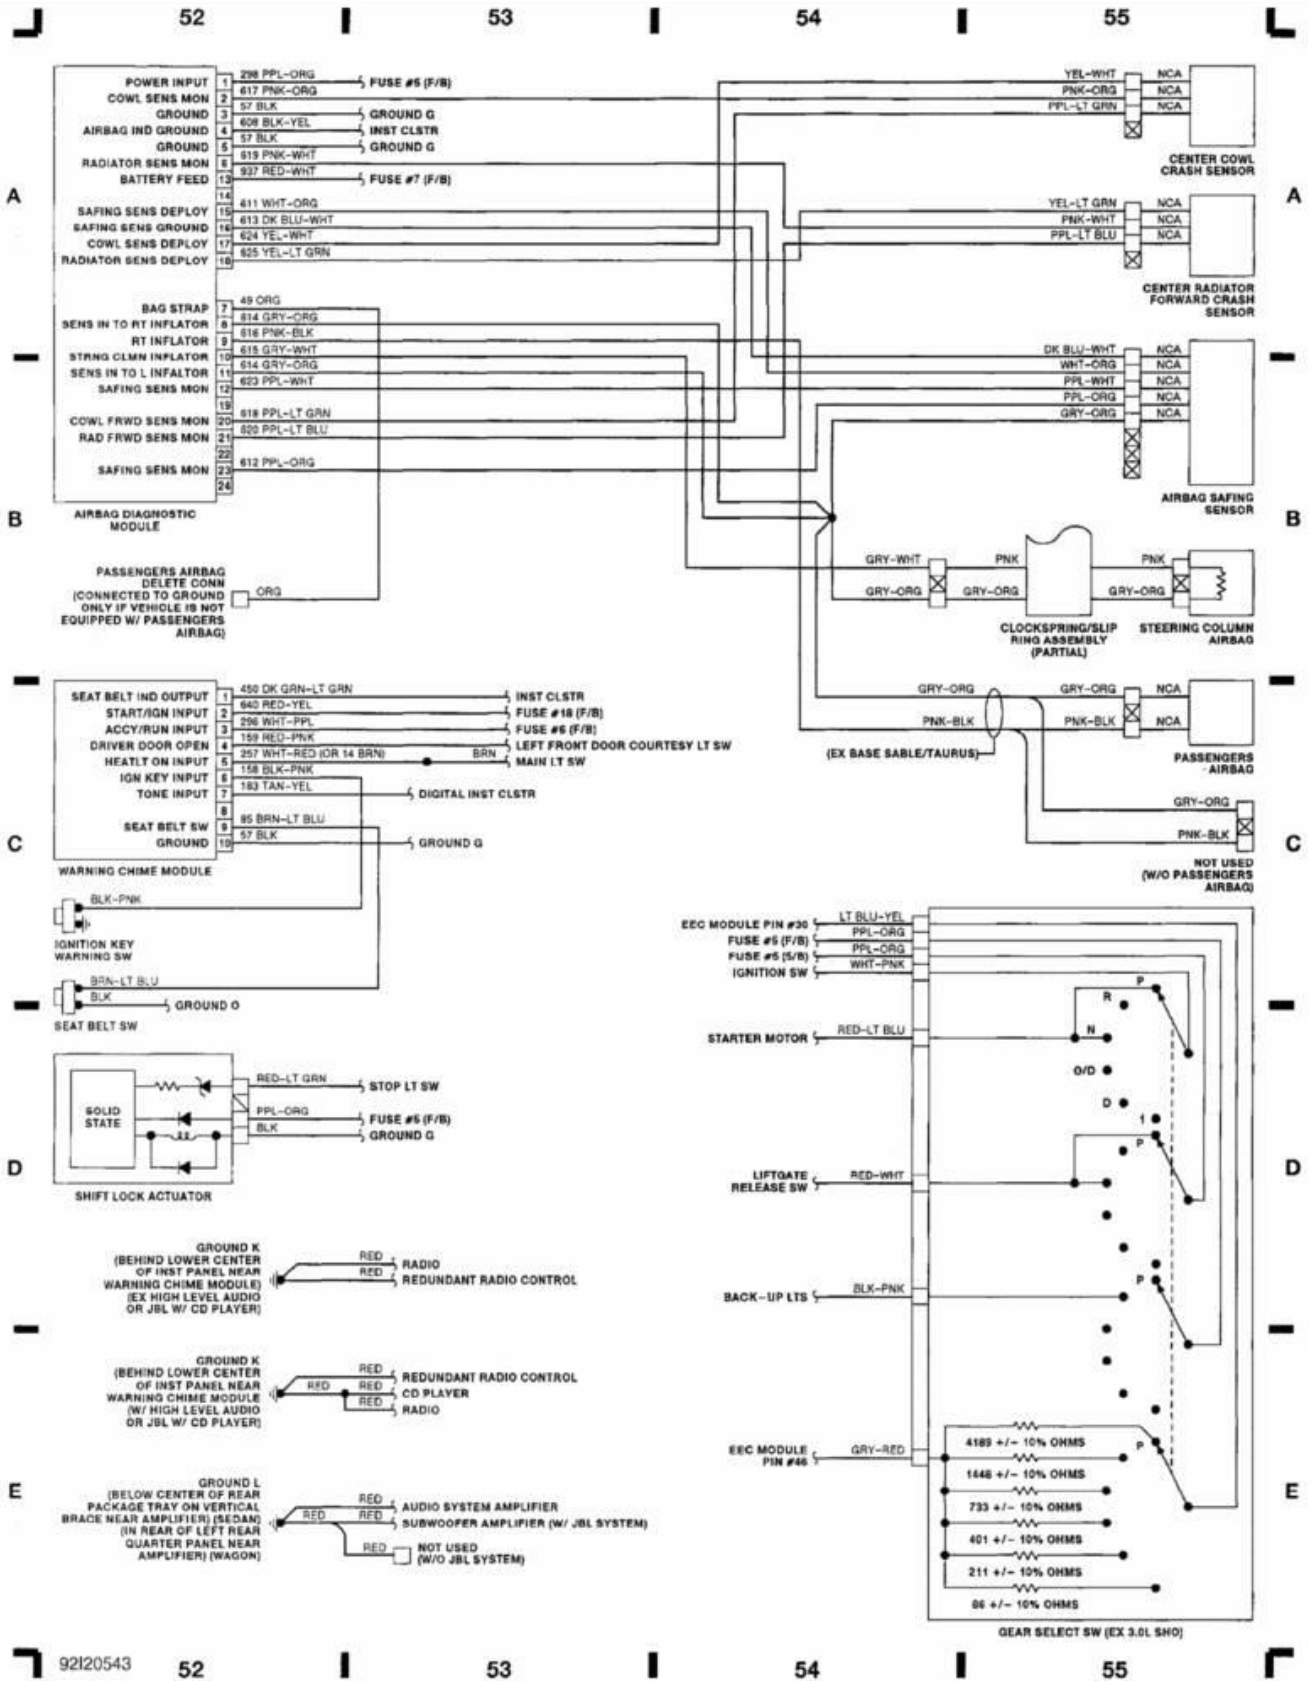 52 53 54 55
A A
B B
C C
D D
E E
POWER INPUT 1 298 PPL-ORG FUSE #6 (F/B)
COWL SENS MON 2 617 PNK-ORG
GROUND 3 57 BLK GROUND G
AIRBAG IND GROUND 4 608 BLK-YEL INST CLSTR
GROUND 5 57 BLK GROUND G
RADIATOR SENS MON 6 619 PNK-WHT
BATTERY FEED 13 937 RED-WHT FUSE #7 (F/B)
14
SAFING SENS DEPLOY 15 611 WHT-ORG
SAFING SENS GROUND 16 613 DK BLU-WHT
COWL SENS DEPLOY 17 624 YEL-WHT
RADIATOR SENS DEPLOY 18 625 YEL-LT GRN
BAG STRAP 7 49 ORG
SENS IN TO RT INFLATOR 8 614 GRY-ORG
RT INFLATOR 9 616 PNK-BLK
STRNG CLMN INFLATOR 10 615 GRY-WHT
SENS IN TO L INFALTOR 11 614 GRY-ORG
SAFING SENS MON 12 623 PPL-WHT
19
COWL FRWD SENS MON 20 618 PPL-LT GRN
RAD FRWD SENS MON 21 620 PPL-LT BLU
22
SAFING SENS MON 23 612 PPL-ORG
24
AIRBAG DIAGNOSTIC
MODULE
YEL-WHT NCA
PNK-ORG NCA
PPL-LT GRN NCA
CENTER COWL
CRASH SENSOR
YEL-LT GRN NCA
PNK-WHT NCA
PPL-LT BLU NCA
CENTER RADIATOR
FORWARD CRASH
SENSOR
DK BLU-WHT NCA
WHT-ORG NCA
PPL-WHT NCA
PPL-ORG NCA
GRY-ORG NCA
AIRBAG SAFING
SENSOR
PASSENGERS AIRBAG
DELETE CONN
(CONNECTED TO GROUND
ONLY IF VEHICLE IS NOT
EQUIPPED W/ PASSENGERS
AIRBAG)
ORG
GRY-WHT PNK PNK
GRY-ORG GRY-ORG GRY-ORG
CLOCKSPRING/SLIP
RING ASSEMBLY
(PARTIAL)
STEERING COLUMN
AIRBAG
SEAT BELT IND OUTPUT 1 450 DK GRN-LT GRN INST CLSTR
START/IGN INPUT 2 640 RED-YEL FUSE #18 (F/B)
ACCY/RUN INPUT 3 296 WHT-PPL FUSE #6 (F/B)
DRIVER DOOR OPEN 4 159 RED-PNK LEFT FRONT DOOR COURTESY LT SW
HEATLT ON INPUT 5 257 WHT-RED (OR 14 BRN) BRN MAIN LT SW
IGN KEY INPUT 6 158 BLK-PNK
TONE INPUT 7 183 TAN-YEL DIGITAL INST CLSTR
8
SEAT BELT SW 9 85 BRN-LT BLU
GROUND 10 57 BLK GROUND G
WARNING CHIME MODULE
GRY-ORG GRY-ORG NCA
PNK-BLK PNK-BLK NCA
(EX BASE SABLE/TAURUS)
PASSENGERS
AIRBAG
GRY-ORG
PNK-BLK
NOT USED
(W/O PASSENGERS
AIRBAG)
BLK-PNK
IGNITION KEY
WARNING SW
BRN-LT BLU
BLK GROUND O
SEAT BELT SW
SOLID
STATE
RED-LT GRN STOP LT SW
PPL-ORG FUSE #5 (F/B)
BLK GROUND G
SHIFT LOCK ACTUATOR
EEC MODULE PIN #30 LT BLU-YEL
FUSE #5 (F/B) PPL-ORG
FUSE #5 (5/B) PPL-ORG
IGNITION SW WHT-PNK
STARTER MOTOR RED-LT BLU
P
R
N
O/D
D
1
P
LIFTGATE
RELEASE SW RED-WHT
BACK-UP LTS BLK-PNK
P
EEC MODULE
PIN #46 GRY-RED
P
4189 +/- 10% OHMS
1448 +/- 10% OHMS
733 +/- 10% OHMS
401 +/- 10% OHMS
211 +/- 10% OHMS
86 +/- 10% OHMS
GEAR SELECT SW (EX 3.0L SHO)
GROUND K
(BEHIND LOWER CENTER
OF INST PANEL NEAR
WARNING CHIME MODULE)
(EX HIGH LEVEL AUDIO
OR JBL W/ CD PLAYER)
RED RADIO
RED REDUNDANT RADIO CONTROL
GROUND K
(BEHIND LOWER CENTER
OF INST PANEL NEAR
WARNING CHIME MODULE
(W/ HIGH LEVEL AUDIO
OR JBL W/ CD PLAYER)
RED REDUNDANT RADIO CONTROL
RED RED CD PLAYER
RED RADIO
GROUND L
(BELOW CENTER OF REAR
PACKAGE TRAY ON VERTICAL
BRACE NEAR AMPLIFIER) (SEDAN)
(IN REAR OF LEFT REAR
QUARTER PANEL NEAR
AMPLIFIER) (WAGON)
RED AUDIO SYSTEM AMPLIFIER
RED RED SUBWOOFER AMPLIFIER (W/ JBL SYSTEM)
RED NOT USED
(W/O JBL SYSTEM)
92I20543
52 53 54 55